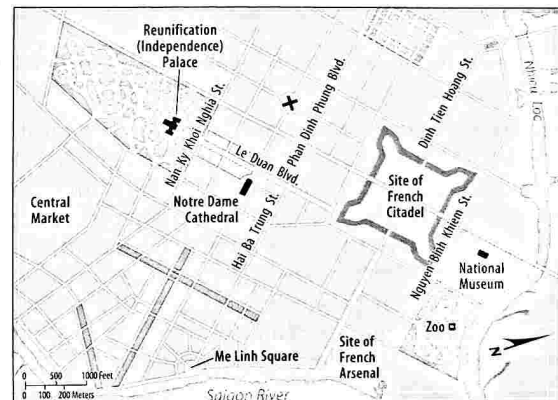 Reunification
(Independence)
Palace
Nan Ky Khoi Nghia St.
Phan Dinh Phung Blvd.
Dinh Tien Hoang St.
Loc
Le Duan Blvd.
Central
Market
Notre Dame
Cathedral
Hai Ba Trung St.
Site of
French
Citadel
Nguyen Binh Khiem St.
National
Museum
Zoo
N
Me Linh Square
Site of
French
Arsenal
Saigon River
0 500 1000 Feet
0 100 200 Meters